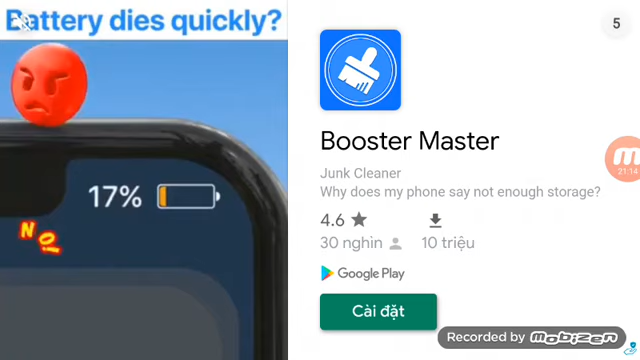 Battery dies quickly?
17%
NO!
5
Booster Master
Junk Cleaner
Why does my phone say not enough storage?
4.6
30 nghìn
10 triệu
Google Play
Cài đặt
21:14
Recorded by MOBIZEN